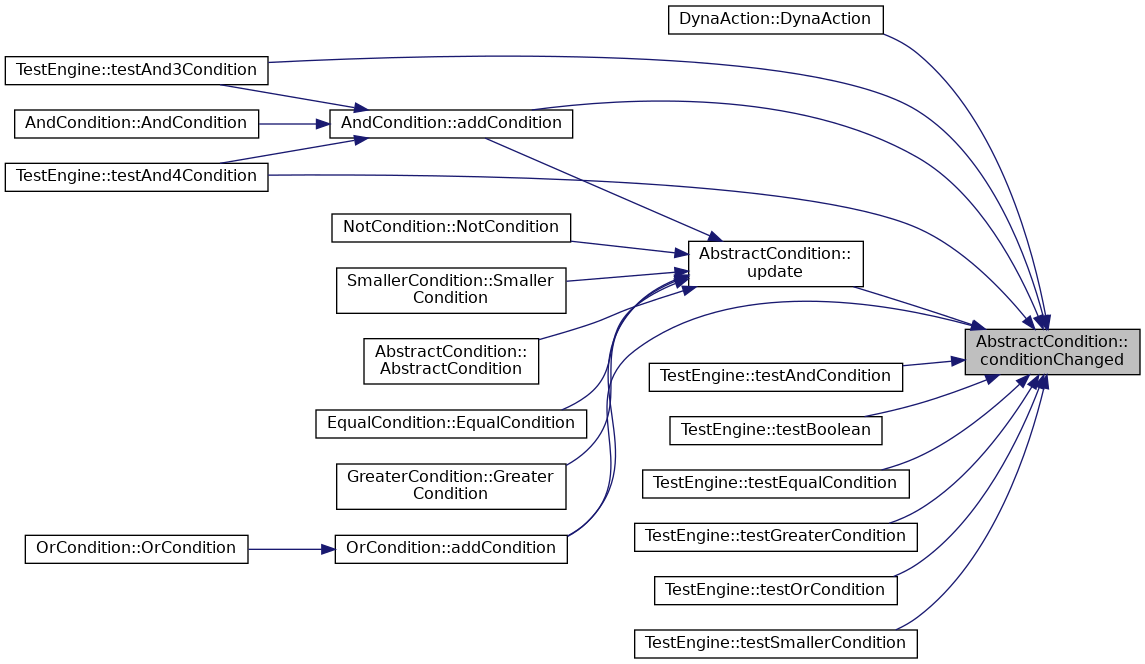 DynaAction::DynaAction
TestEngine::testAnd3Condition
AndCondition::AndCondition
AndCondition::addCondition
TestEngine::testAnd4Condition
NotCondition::NotCondition
AbstractCondition::
update
SmallerCondition::Smaller
Condition
AbstractCondition::
AbstractCondition
AbstractCondition::
conditionChanged
TestEngine::testAndCondition
EqualCondition::EqualCondition
TestEngine::testBoolean
GreaterCondition::Greater
Condition
TestEngine::testEqualCondition
OrCondition::OrCondition
OrCondition::addCondition
TestEngine::testGreaterCondition
TestEngine::testOrCondition
TestEngine::testSmallerCondition